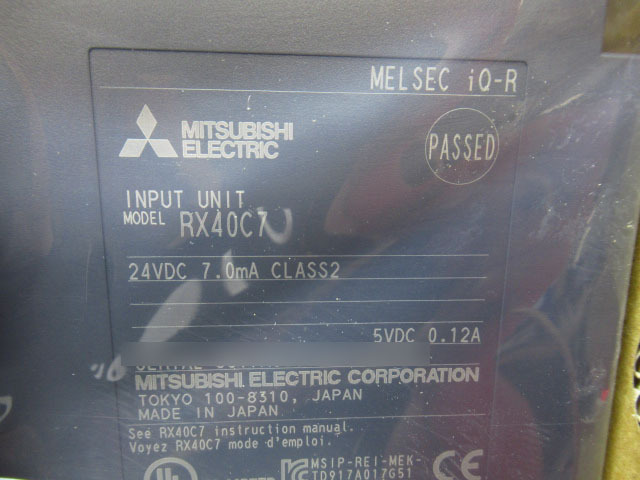 MELSEC iQ-R
MITSUBISHI
ELECTRIC
PASSED
INPUT UNIT
MODEL RX40C7
24VDC 7.0mA CLASS2
5VDC 0.12A
MITSUBISHI ELECTRIC CORPORATION
TOKYO 100-8310, JAPAN
MADE IN JAPAN
See RX40C7 instruction manual.
Voyez RX40C7 mode d'emploi.
UL
MSIP-REI-MEK-
TD917A017G51
CE